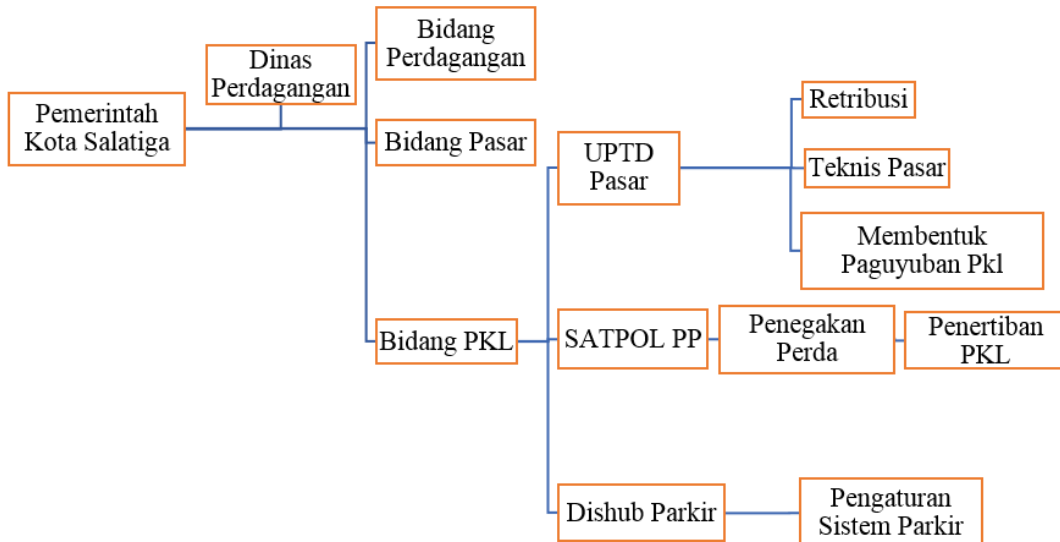 Pemerintah
Kota Salatiga
Dinas
Perdagangan
Bidang
Perdagangan
Bidang Pasar
Bidang PKL
UPTD
Pasar
Retribusi
Teknis Pasar
Membentuk
Paguyuban Pkl
SATPOL PP
Penegakan
Perda
Penertiban
PKL
Dishub Parkir
Pengaturan
Sistem Parkir